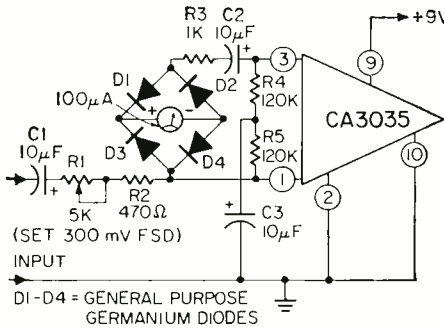 R3 C2
1K 10µF
+
+9V
D1
D2
3
9
R4
120K
100µA
+ -
CA3035
C1
10µF
D3
D4
R5
120K
10
R1
+
R2
1
5K
470Ω
+
C3
10µF
2
(SET 300 mV FSD)
INPUT
D1-D4 = GENERAL PURPOSE
GERMANIUM DIODES